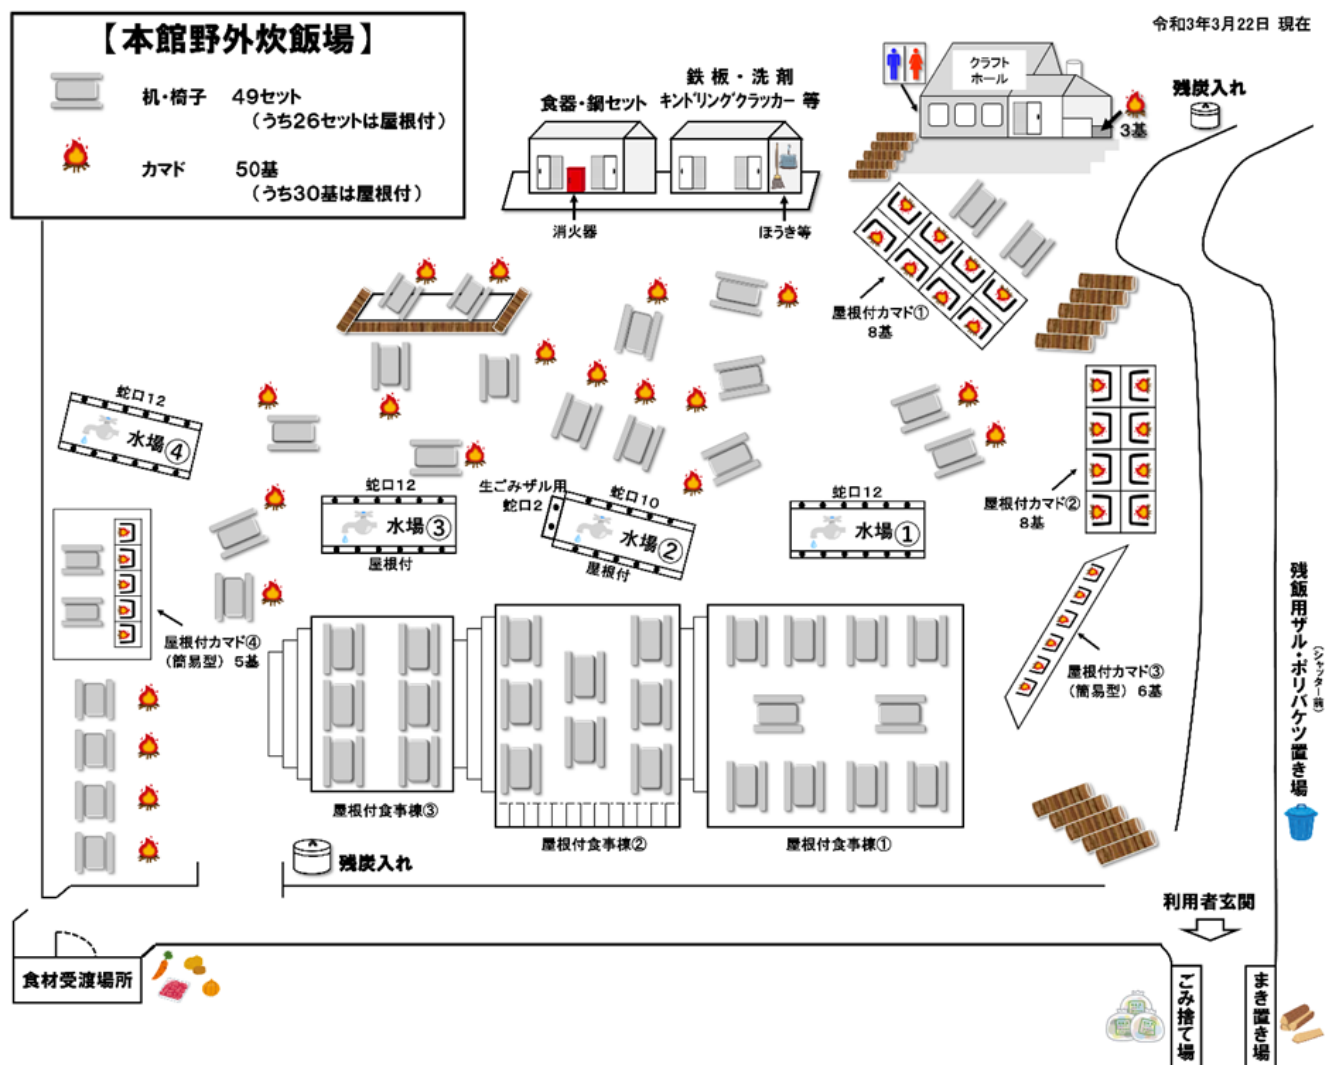 【本館野外炊飯場】
机・椅子　49セット
（うち26セットは屋根付）
カマド　50基
（うち30基は屋根付）
令和3年3月22日 現在
食器・鍋セット
鉄板・洗剤
キンドリングクラッカー 等
クラフト
ホール
3基
残炭入れ
消火器
ほうき等
屋根付カマド①
8基
蛇口12
水場④
蛇口12
水場③
屋根付
生ごみザル用
蛇口2
蛇口10
水場②
屋根付
蛇口12
水場①
屋根付カマド②
8基
屋根付カマド④
（簡易型） 5基
屋根付カマド③
（簡易型） 6基
残飯用ザル・ポリバケツ置き場
（シャッター前）
屋根付食事棟③
屋根付食事棟②
屋根付食事棟①
残炭入れ
利用者玄関
食材受渡場所
ごみ捨て場
まき置き場